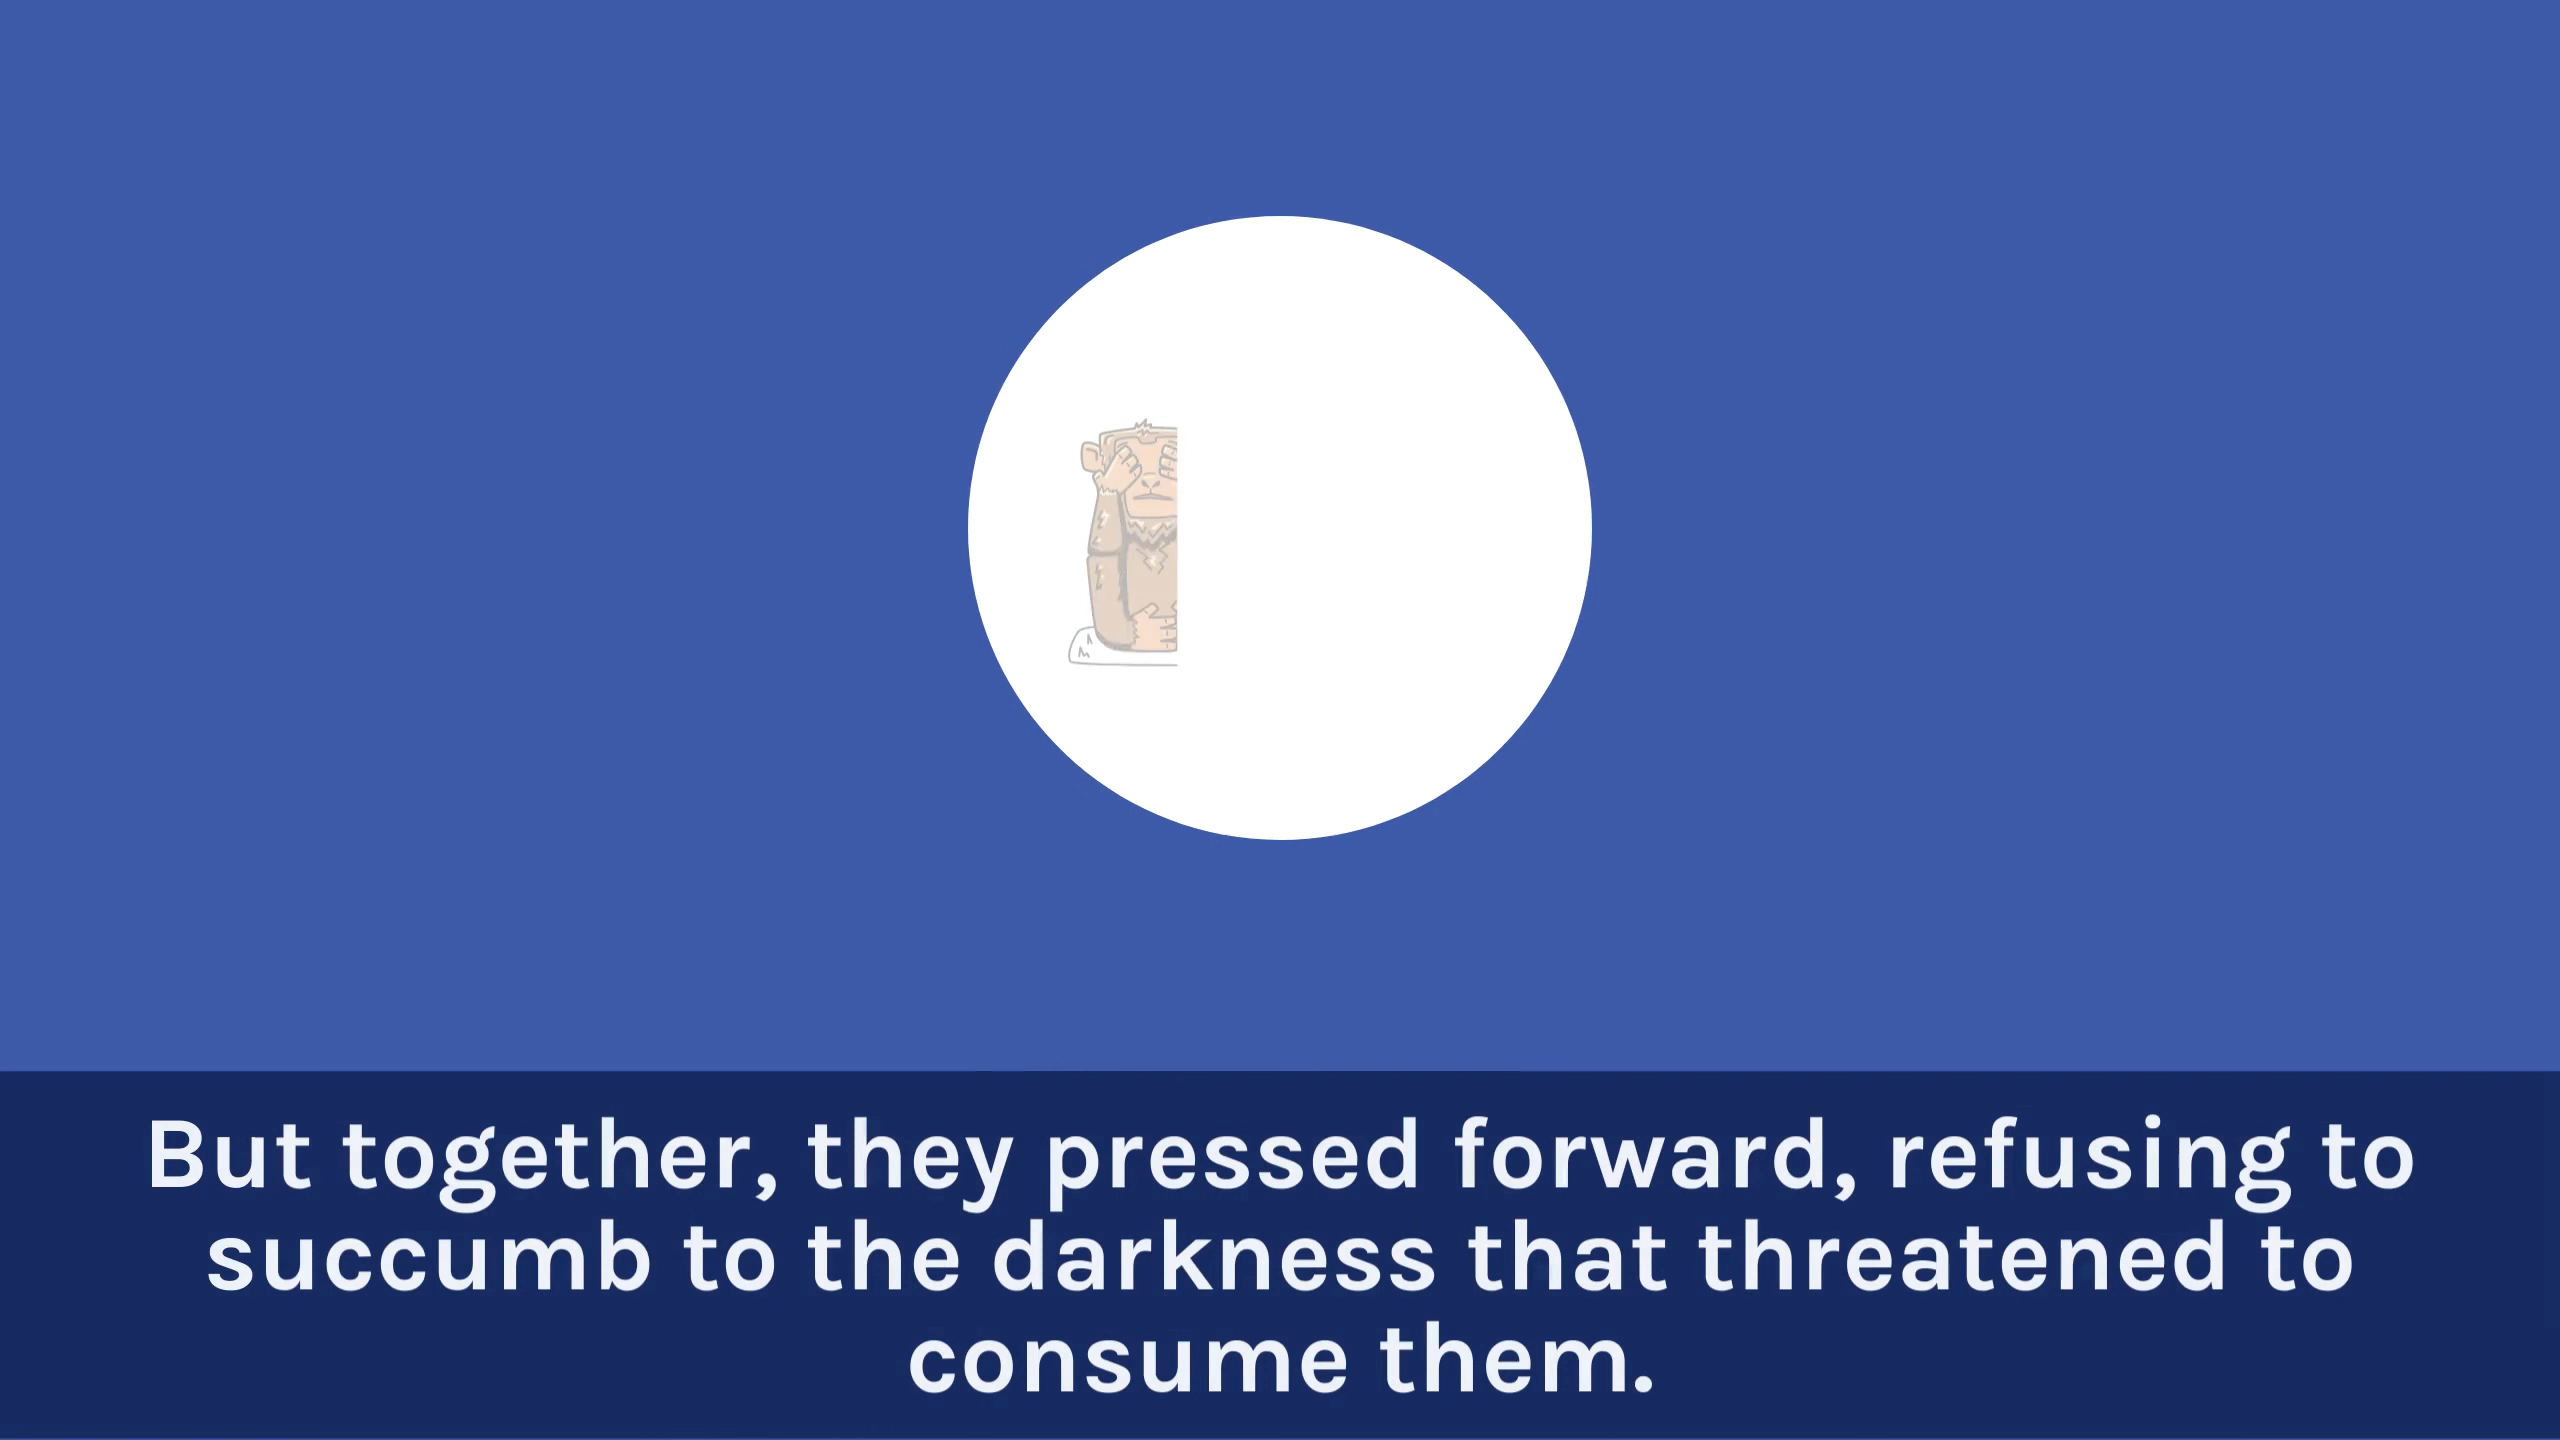 But together, they pressed forward, refusing to
succumb to the darkness that threatened to
consume them.